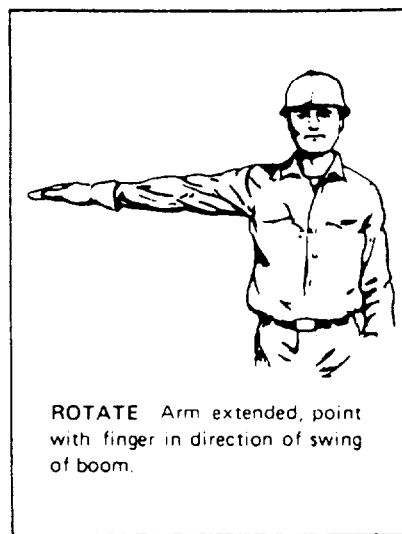 ROTATE Arm extended, point
with finger in direction of swing
of boom.